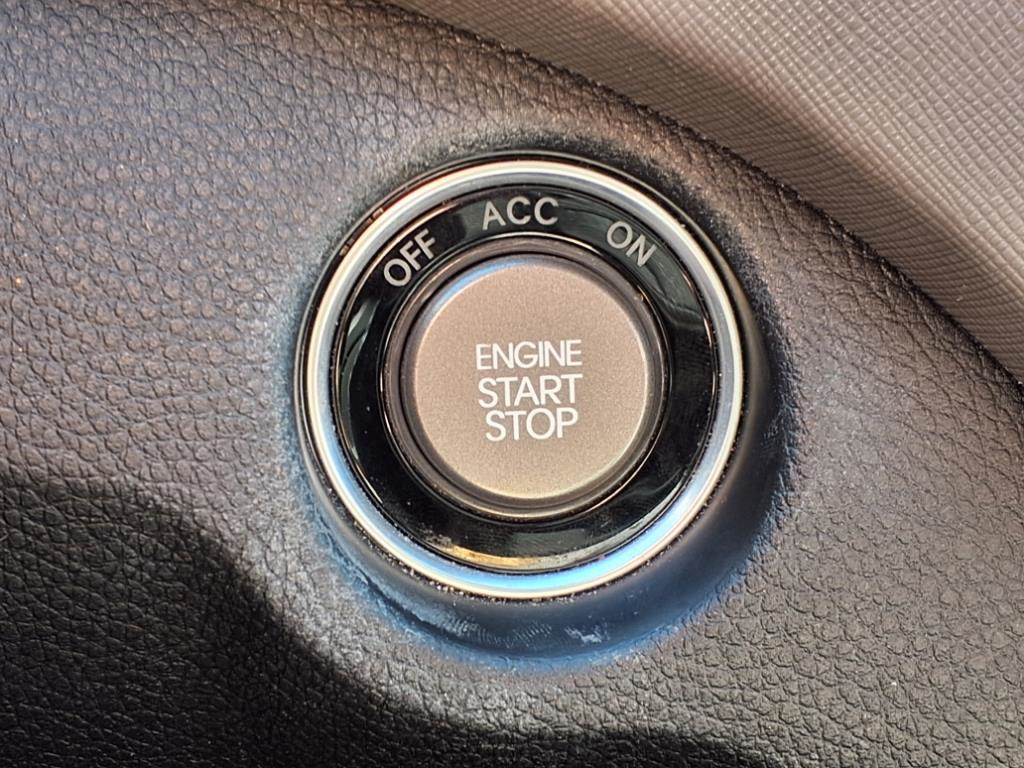 OFF ACC ON
ENGINE
START
STOP